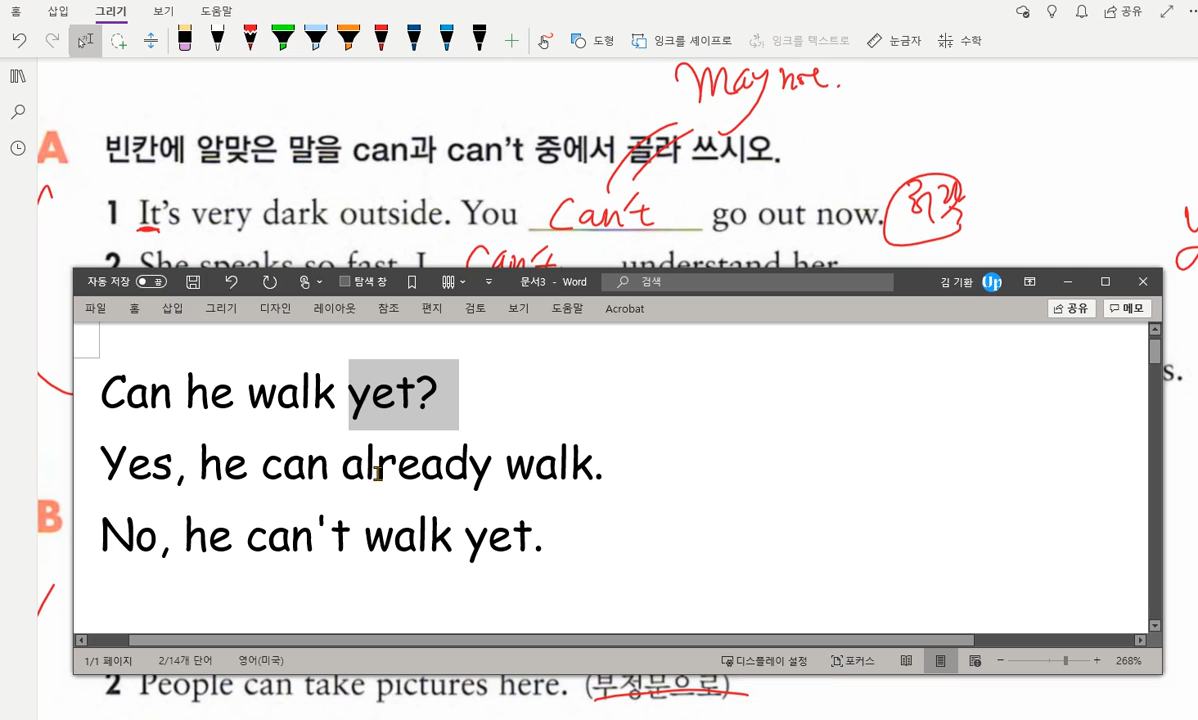 홈 삽입 그리기 보기 도움말
공유
도형 잉크를 셰이프로 잉크를 텍스트로 눈금자 수학
May not.
A 빈칸에 알맞은 말을 can과 can't 중에서 골라 쓰시오.
1 It's very dark outside. You Can't go out now. 허락
2 She speaks so fast. I Can't understand her
자동 저장 끔 탐색 창 문서3 - Word 검색 김 기환 Up
파일 홈 삽입 그리기 디자인 레이아웃 참조 편지 검토 보기 도움말 Acrobat 공유 메모
Can he walk yet?
Yes, he can already walk.
No, he can't walk yet.
s.
B
1/1 페이지 2/14개 단어 영어(미국) 디스플레이 설정 포커스 268%
2 People can take pictures here. (부정문으로)